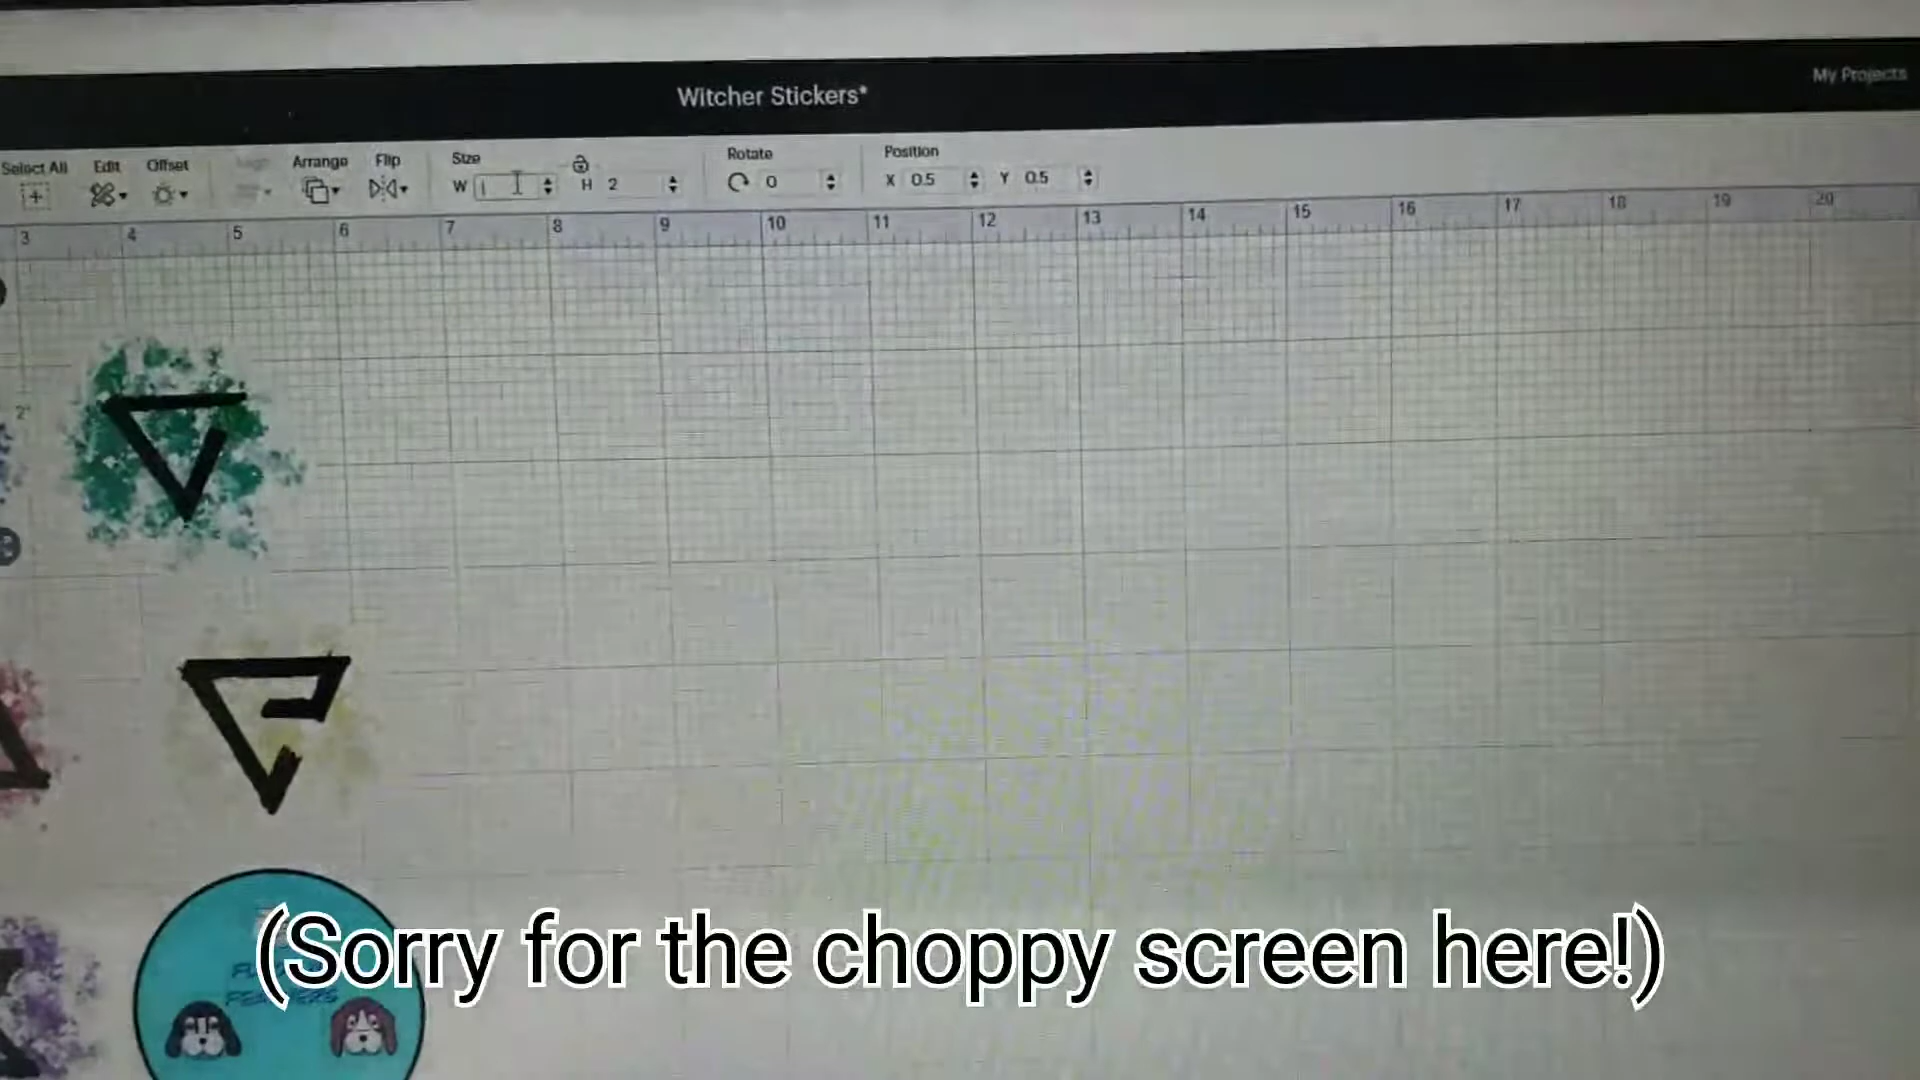 Witcher Stickers*
My Projects
Select All Edit Offset Arrange Flip Size Rotate Position
W H 2 0 X 0.5 Y 0.5
3 4 5 6 7 8 9 10 11 12 13 14 15 16 17 18 19 20
2"
(Sorry for the choppy screen here!)